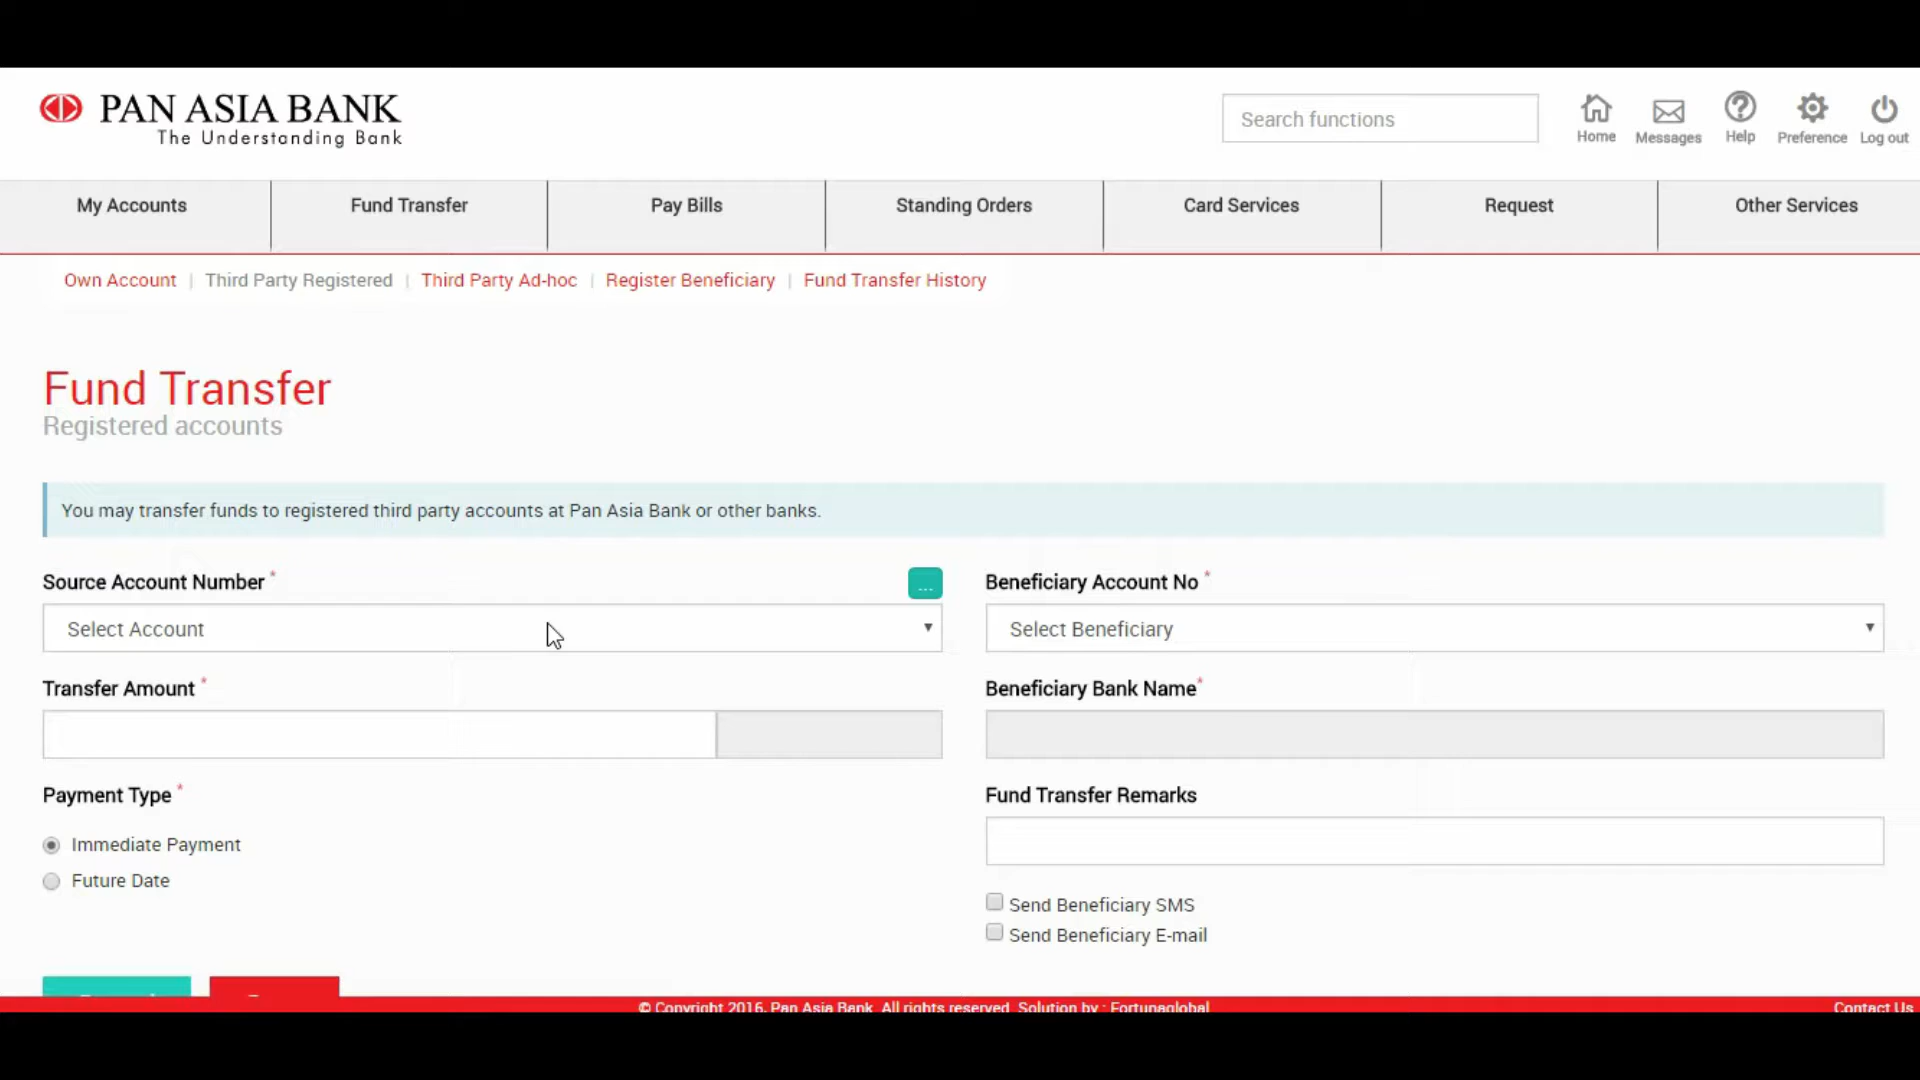 PAN ASIA BANK
The Understanding Bank
Search functions
Home
Messages
Help
Preference
Log out
My Accounts
Fund Transfer
Pay Bills
Standing Orders
Card Services
Request
Other Services
Own Account | Third Party Registered | Third Party Ad-hoc | Register Beneficiary | Fund Transfer History
Fund Transfer
Registered accounts
You may transfer funds to registered third party accounts at Pan Asia Bank or other banks.
Source Account Number *
...
Select Account
Beneficiary Account No *
Select Beneficiary
Transfer Amount *
Beneficiary Bank Name*
Payment Type *
Immediate Payment
Future Date
Fund Transfer Remarks
Send Beneficiary SMS
Send Beneficiary E-mail
© Copyright 2016, Pan Asia Bank. All rights reserved. Solution by : Fortunaglobal
Contact Us